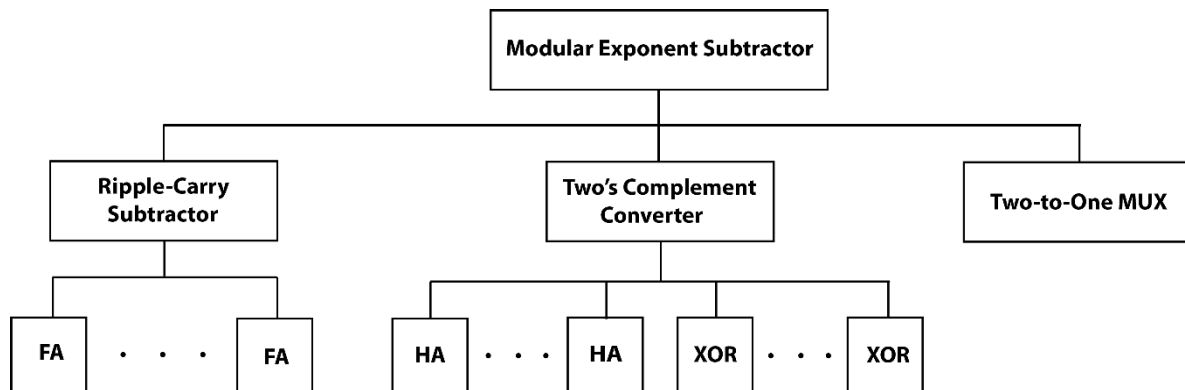 Modular Exponent Subtractor
Ripple-Carry
Subtractor
Two's Complement
Converter
Two-to-One MUX
FA . . . FA
HA . . . HA
XOR . . . XOR